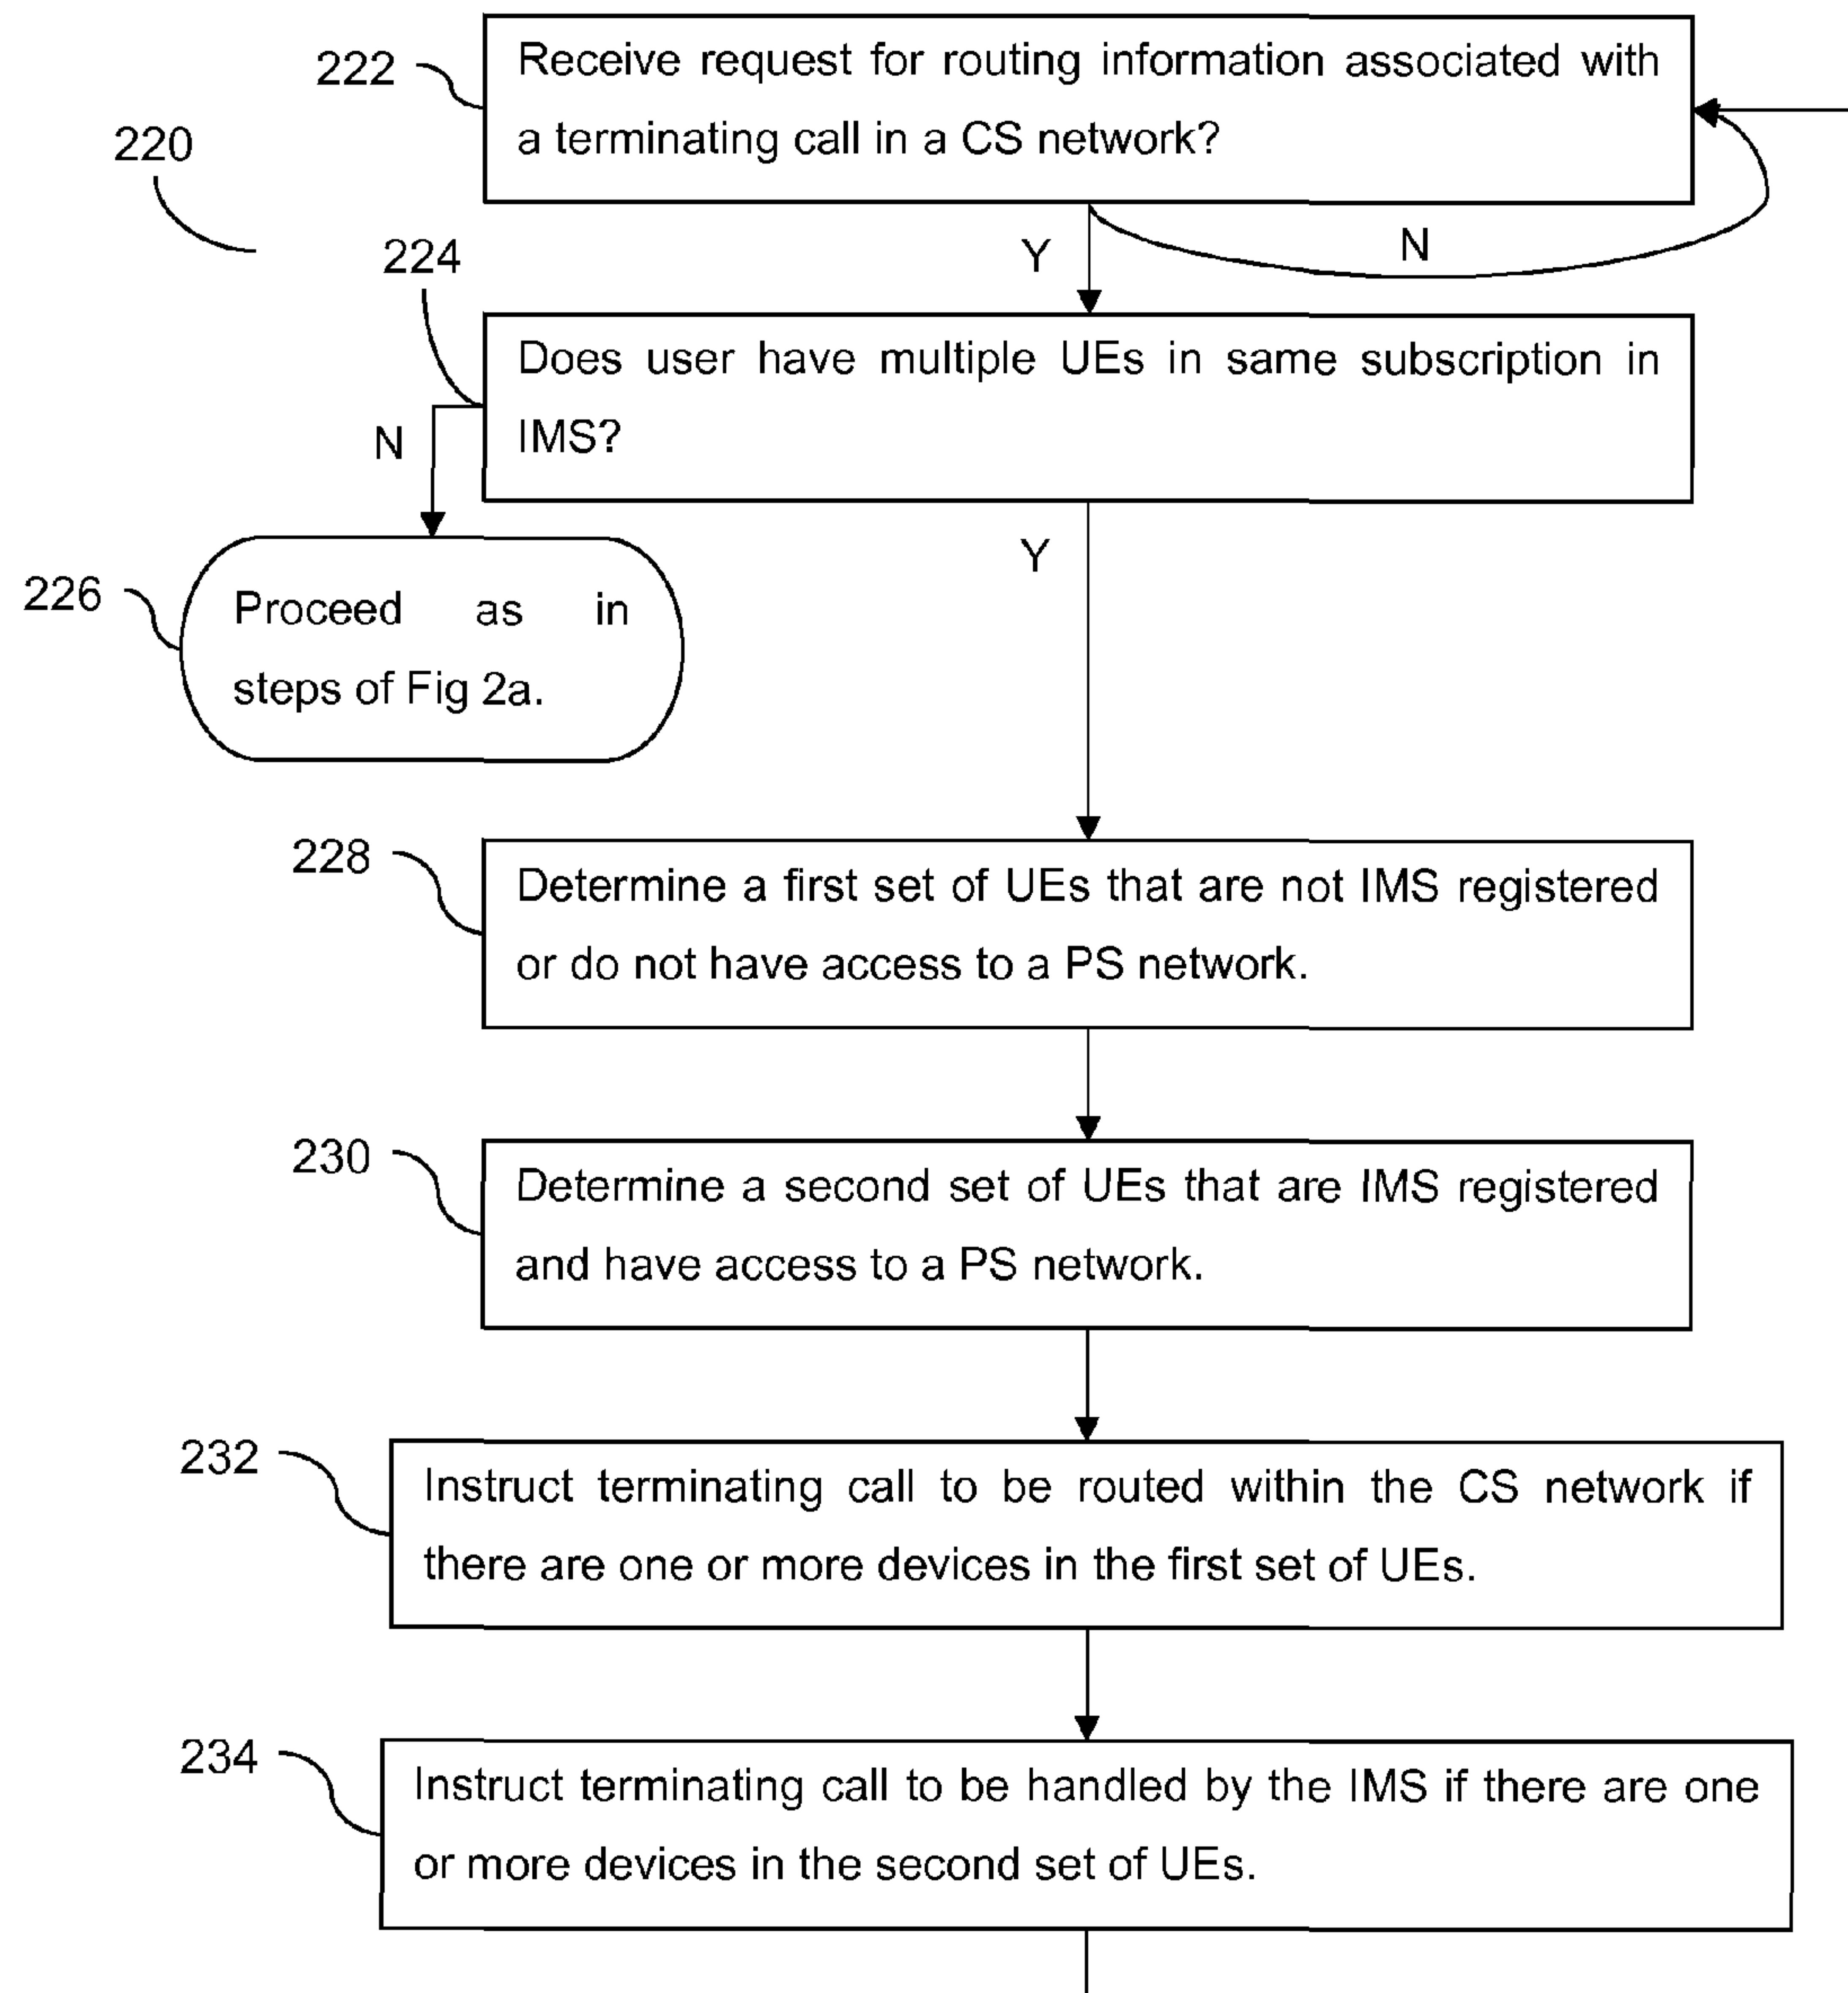 222
Receive request for routing information associated with
a terminating call in a CS network?
220
Y
N
224
Does user have multiple UEs in same subscription in
IMS?
N
Y
226
Proceed as in
steps of Fig 2a.
228
Determine a first set of UEs that are not IMS registered
or do not have access to a PS network.
230
Determine a second set of UEs that are IMS registered
and have access to a PS network.
232
Instruct terminating call to be routed within the CS network if
there are one or more devices in the first set of UEs.
234
Instruct terminating call to be handled by the IMS if there are one
or more devices in the second set of UEs.